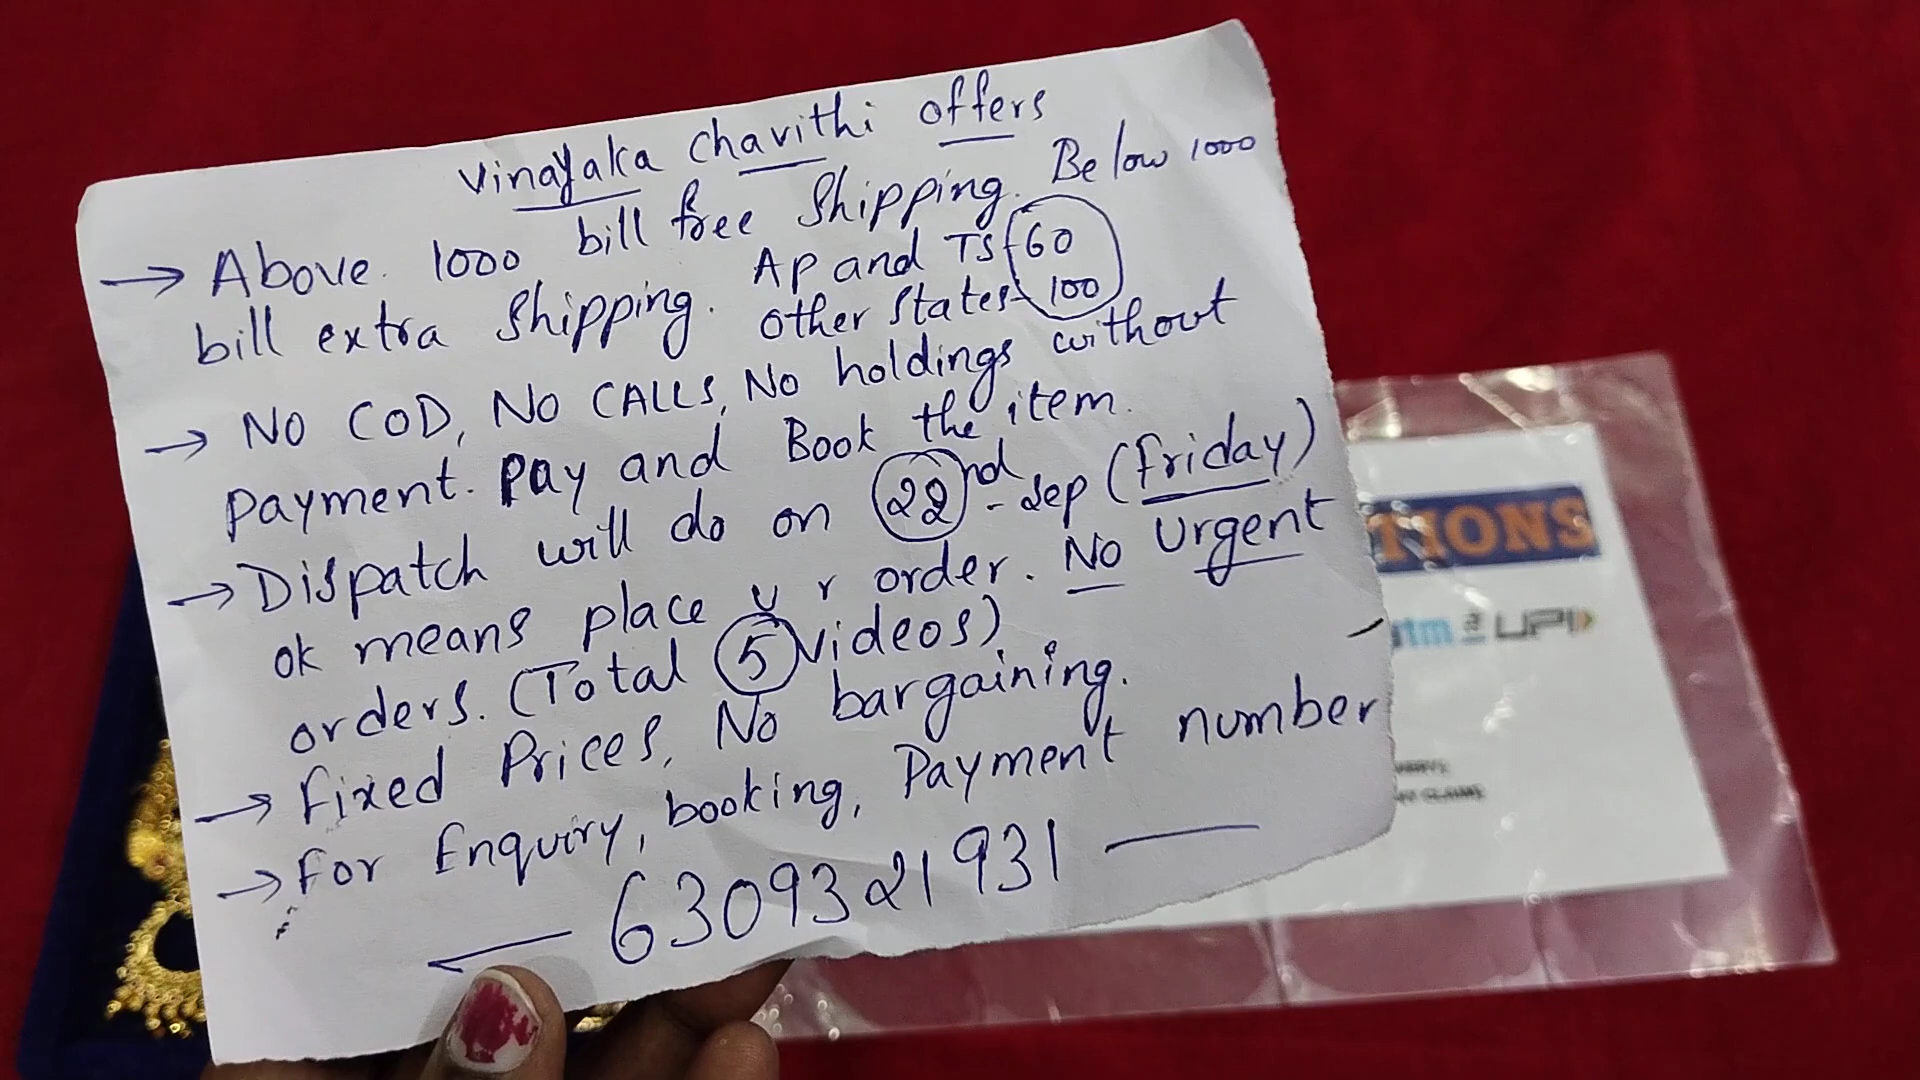 Vinayaka chavithi offers
→ Above. 1000 bill free shipping. Below 1000
bill extra shipping. AP and TS - 60
other states - 100
→ NO COD, NO CALLS, NO holdings without
payment. Pay and Book the item.
→ Dispatch will do on 22nd - sep (Friday)
ok means place yr order. No Urgent
orders. (Total 5 videos)
→ Fixed Prices, No bargaining.
→ For Enquiry, booking, Payment number
— 6309321931 —
TIONS
UPI